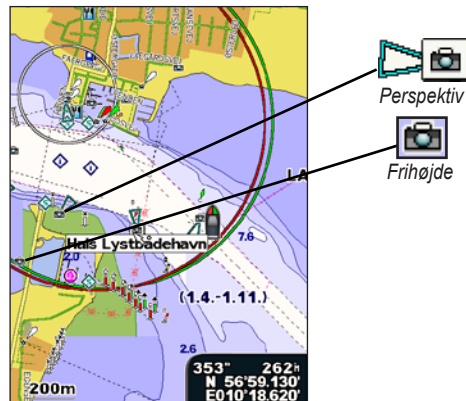 Perspektiv
Frihøjde
LA
Hals Lystbådehavn
2.0
7.6
(1.4.-1.11.)
2.6
200m
353° 262
N 56°59.130'
E010°18.620'